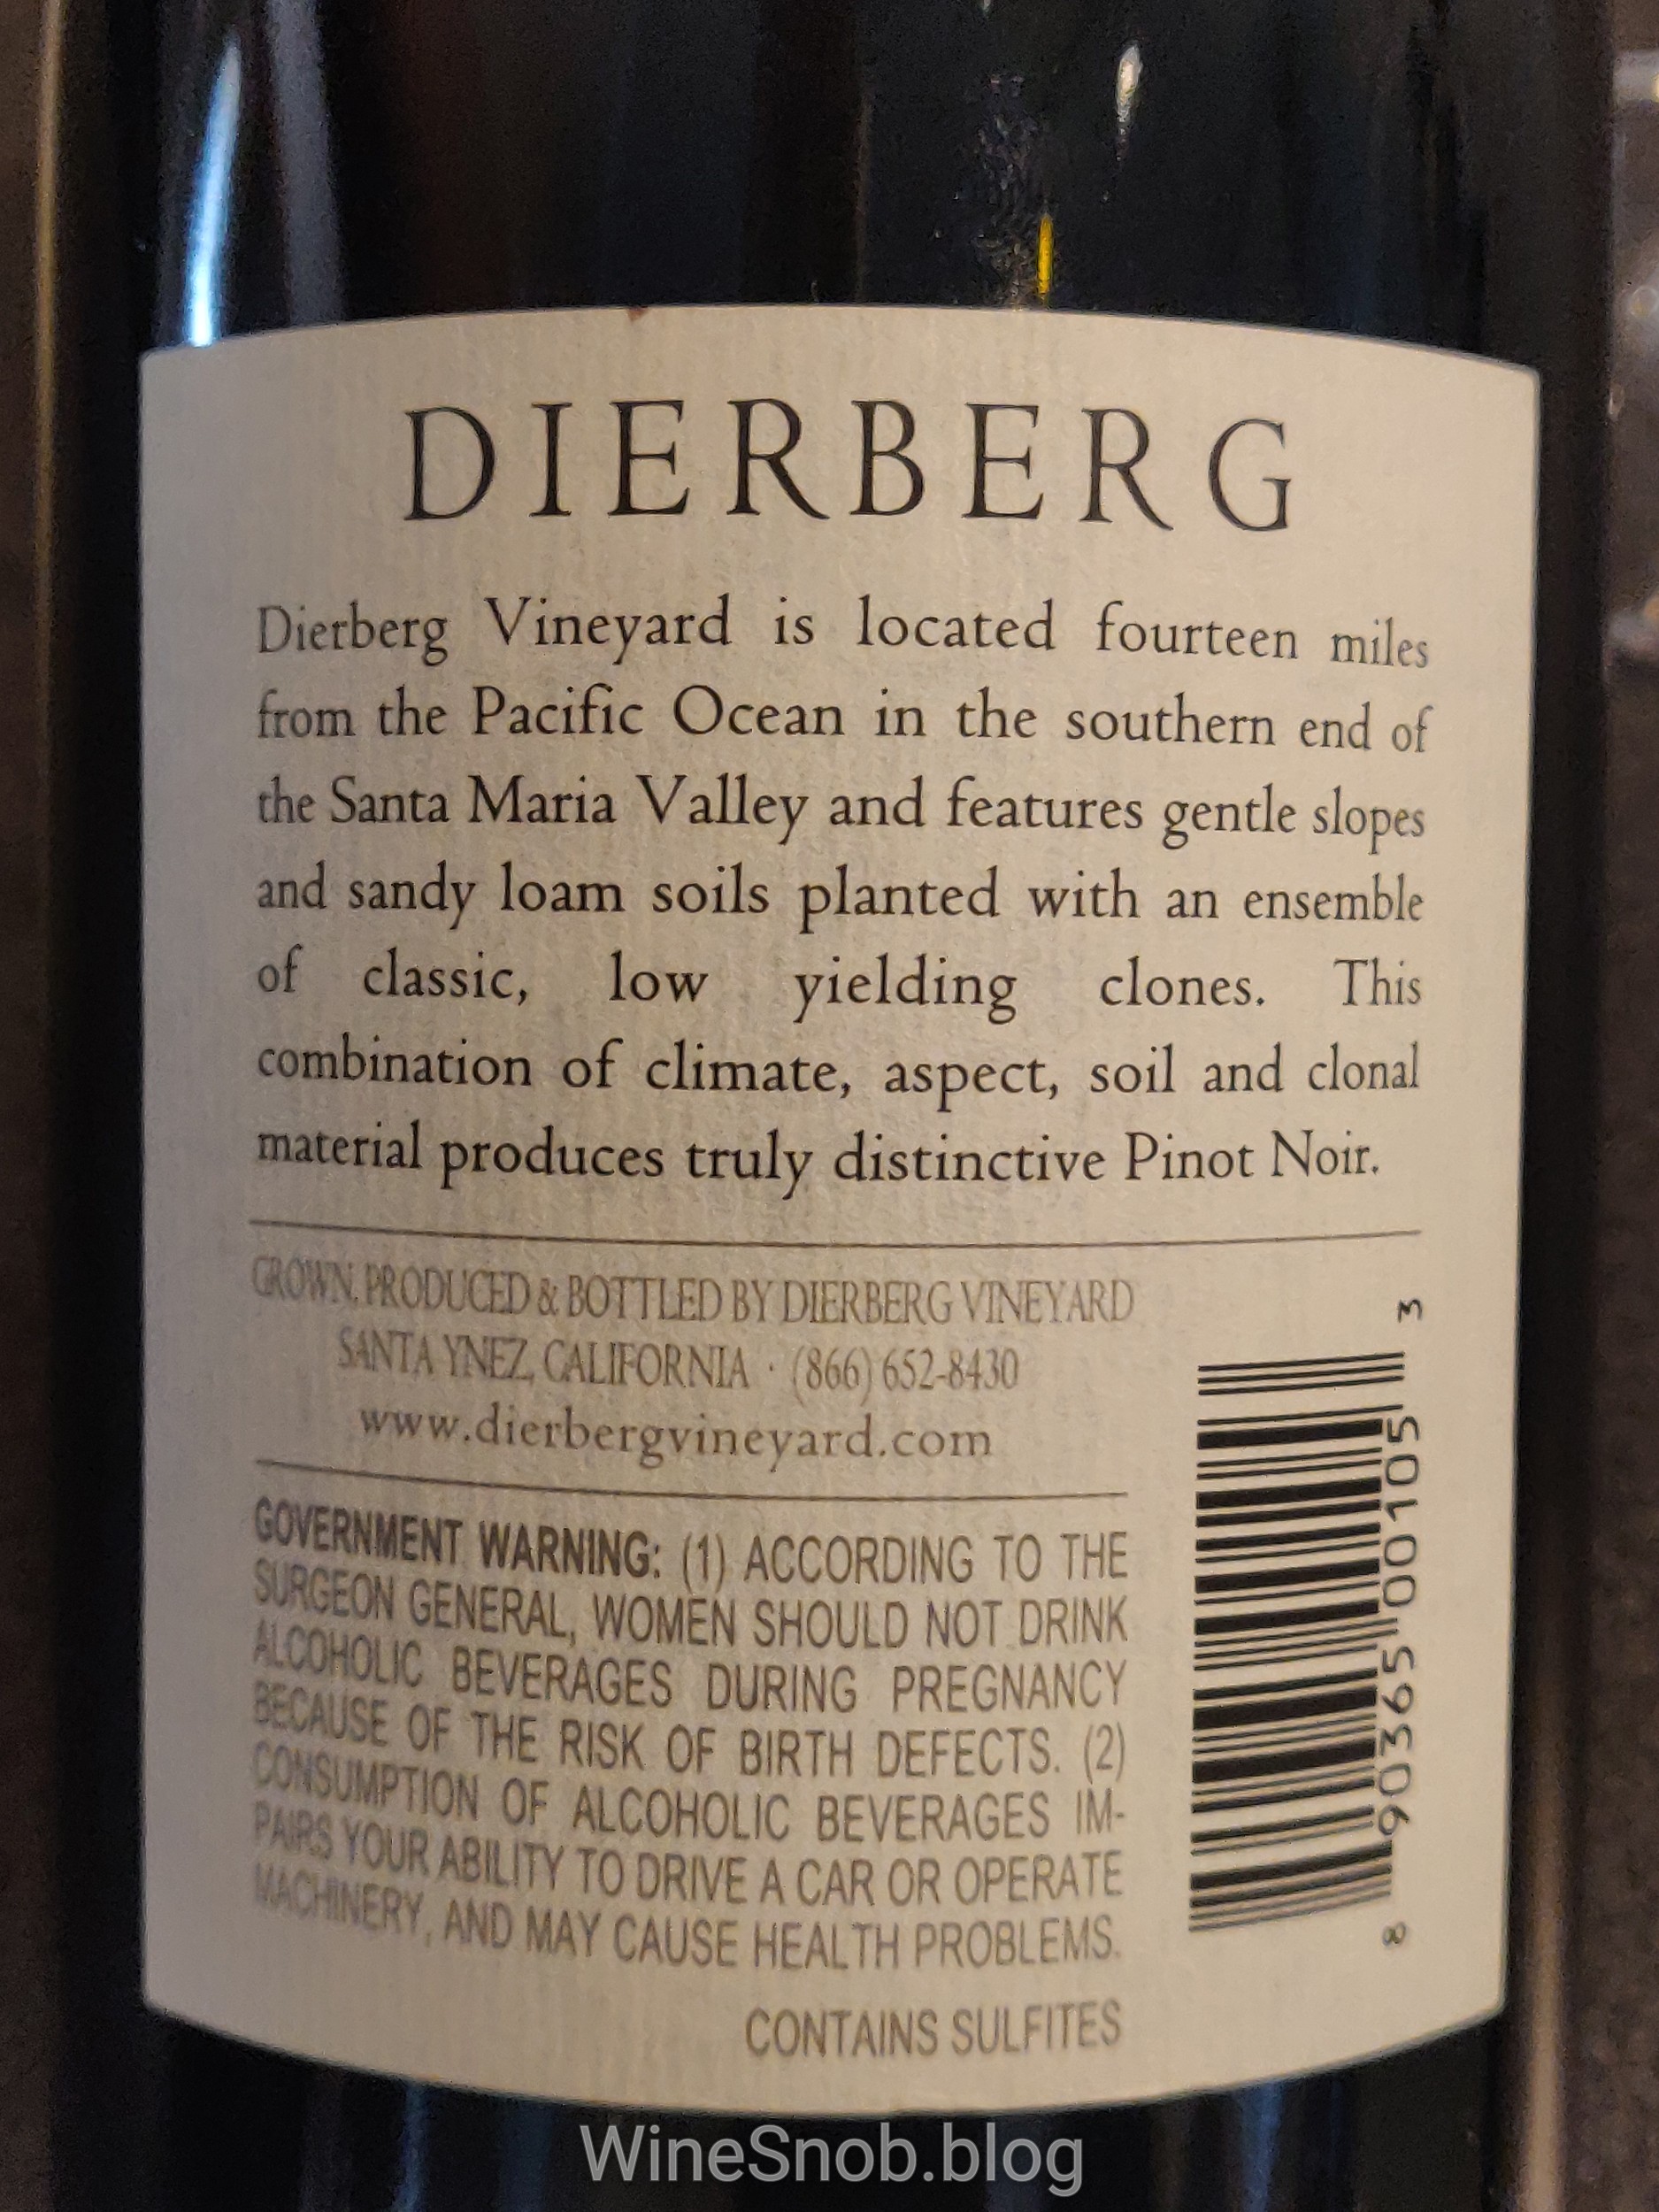 DIERBERG
Dierberg Vineyard is located fourteen miles
from the Pacific Ocean in the southern end of
the Santa Maria Valley and features gentle slopes
and sandy loam soils planted with an ensemble
of classic, low yielding clones. This
combination of climate, aspect, soil and clonal
material produces truly distinctive Pinot Noir.
GROWN, PRODUCED & BOTTLED BY DIERBERG VINEYARD
SANTA YNEZ, CALIFORNIA · (866) 652-8430
www.dierbergvineyard.com
GOVERNMENT WARNING: (1) ACCORDING TO THE
SURGEON GENERAL, WOMEN SHOULD NOT DRINK
ALCOHOLIC BEVERAGES DURING PREGNANCY
BECAUSE OF THE RISK OF BIRTH DEFECTS. (2)
CONSUMPTION OF ALCOHOLIC BEVERAGES IM-
PAIRS YOUR ABILITY TO DRIVE A CAR OR OPERATE
MACHINERY, AND MAY CAUSE HEALTH PROBLEMS.
CONTAINS SULFITES
8 90365 00105 3
WineSnob.blog